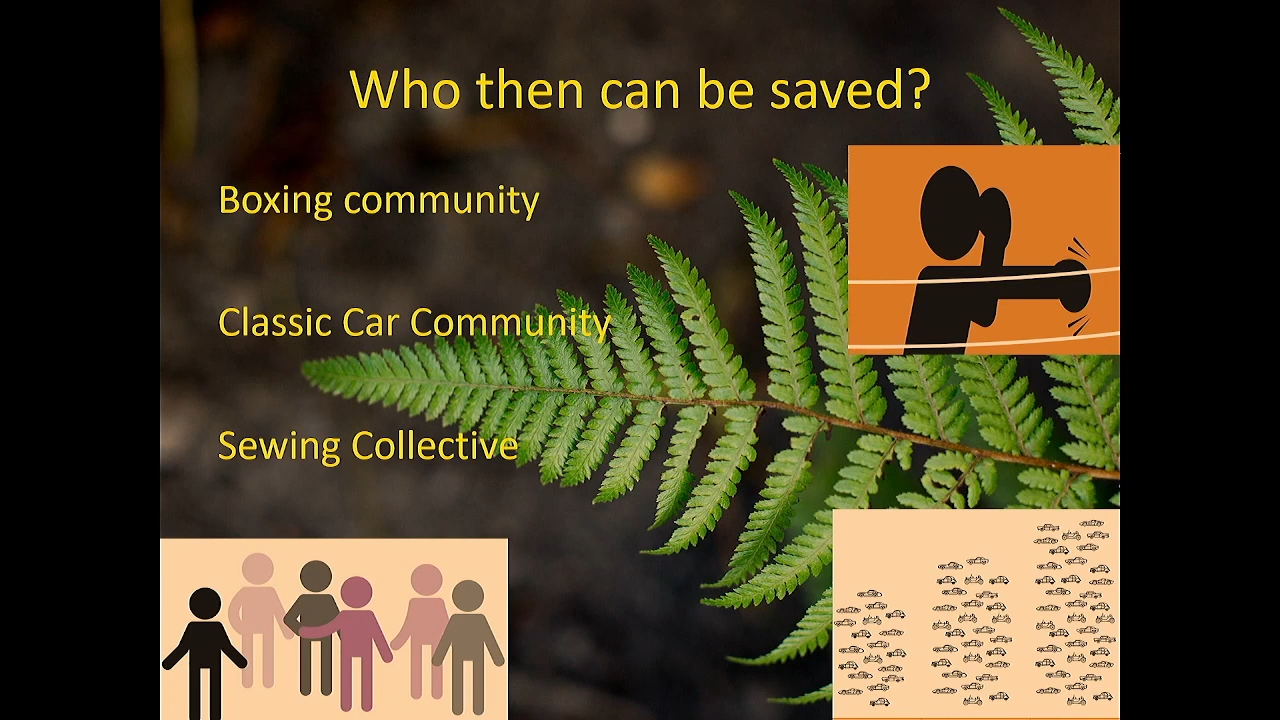 Who then can be saved?
Boxing community
Classic Car Community
Sewing Collective